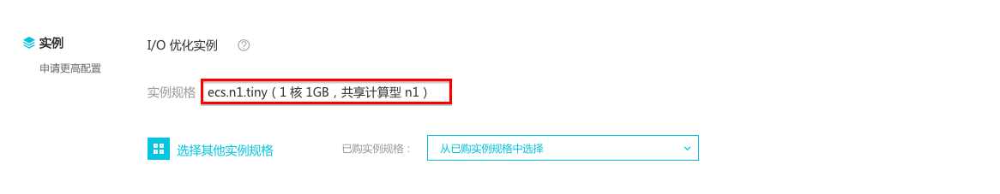 实例
申请更高配置
I/O 优化实例
实例规格 ecs.n1.tiny（1 核 1GB，共享计算型 n1）
选择其他实例规格 已购实例规格： 从已购实例规格中选择